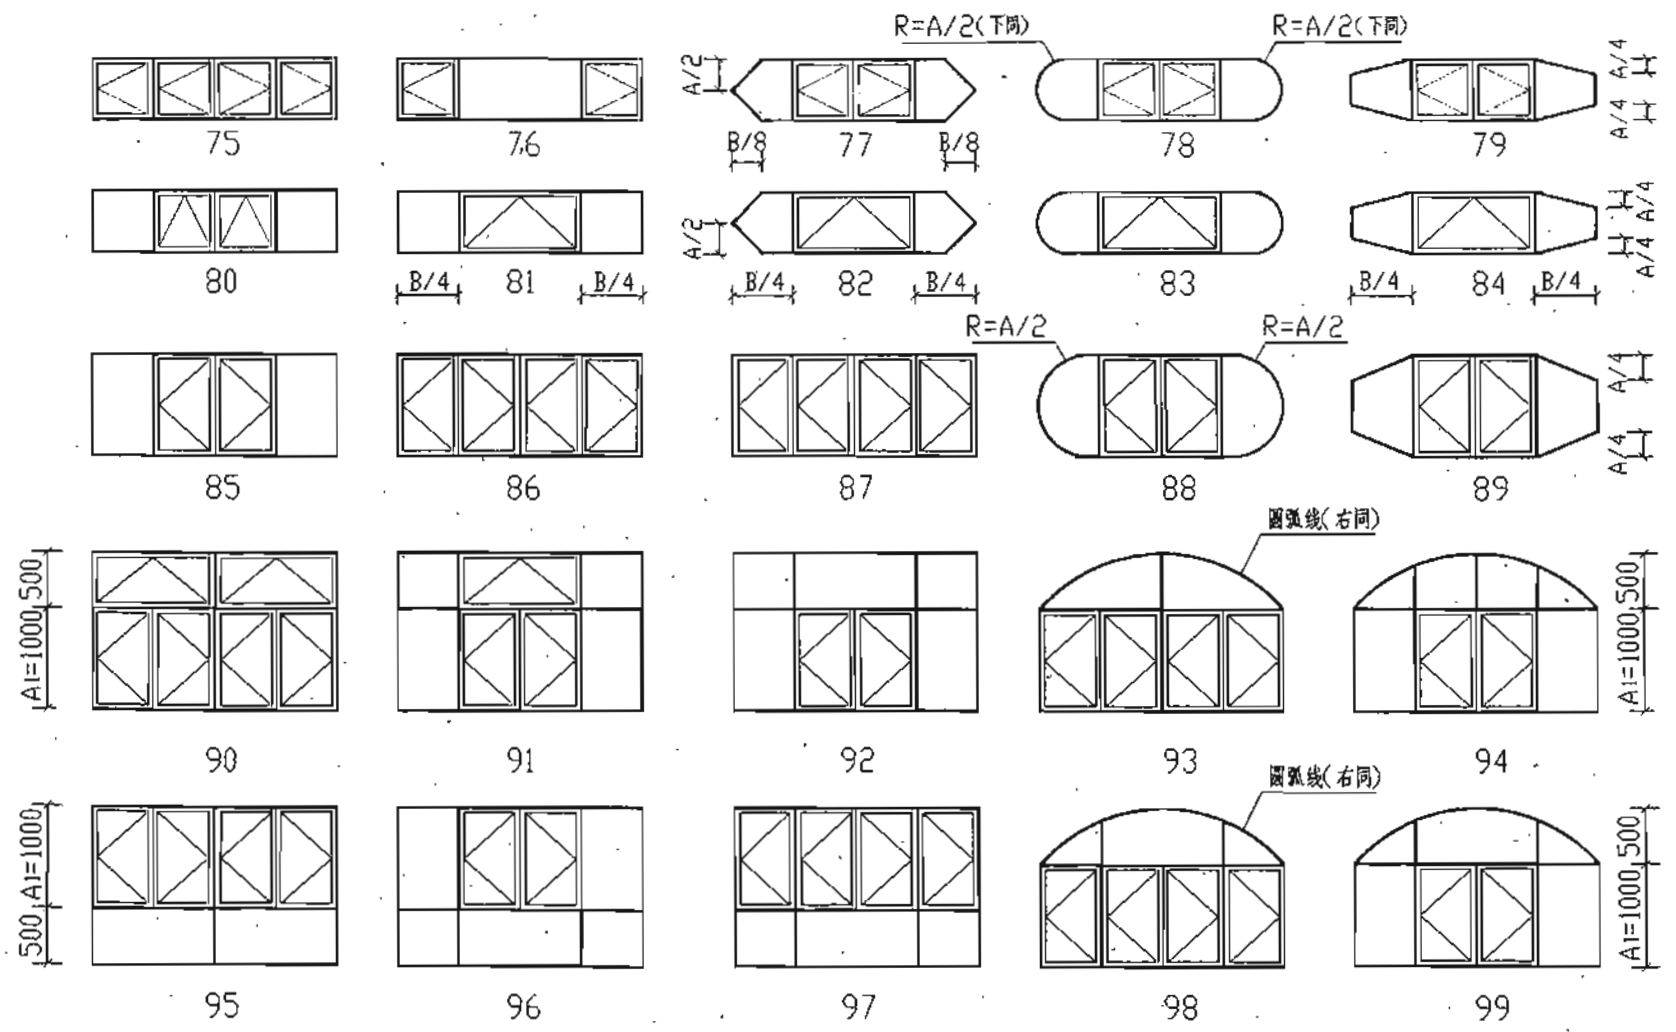 R=A/2(下同) R=A/2(下同)
A/2 A/4
A/4
75 76 B/8 77 B/8 78 79
A/2 A/4
A/4
80 B/4 81 B/4 B/4 82 B/4 83 B/4 84 B/4
R=A/2 R=A/2
A/4
A/4
85 86 87 88 89
圆弧线(右同)
500 500
A1=1000 A1=1000
90 91 92 93 94
圆弧线(右同)
A1=1000 500
500 A1=1000
95 96 97 98 99